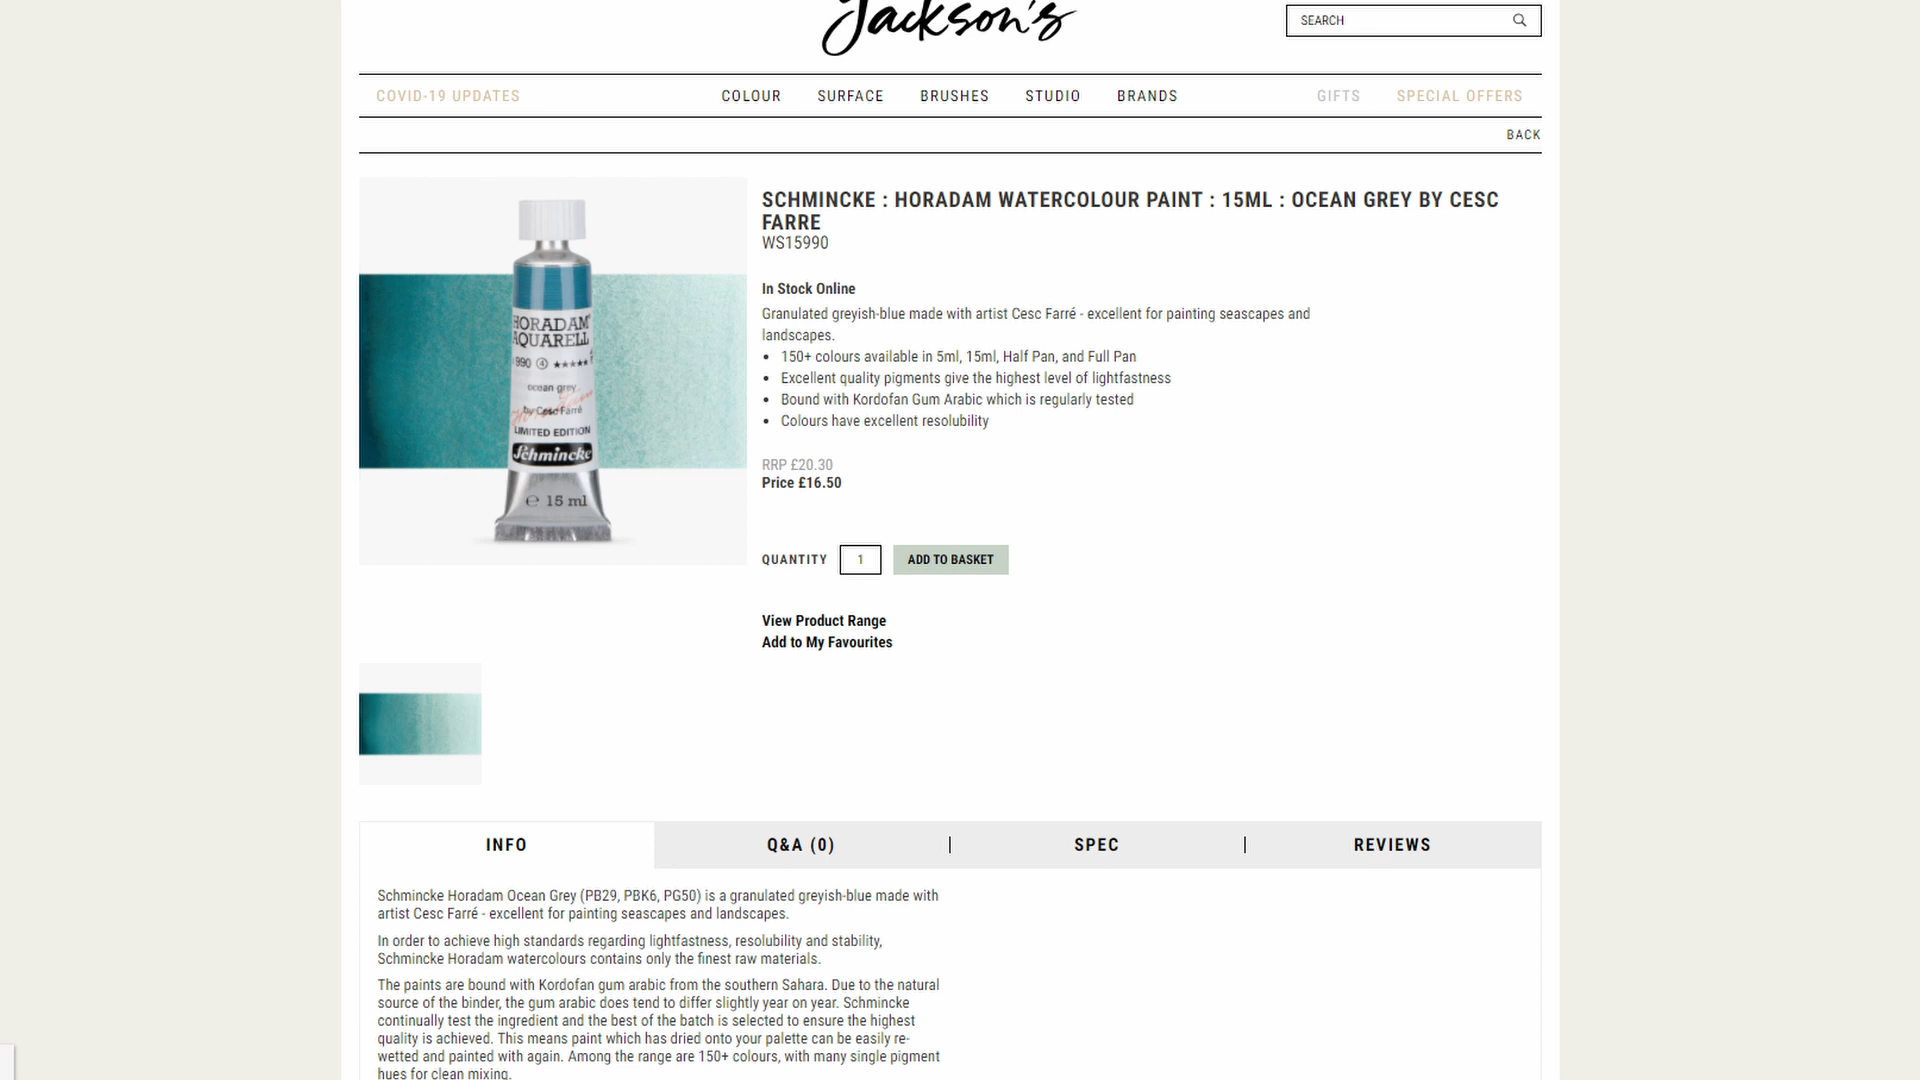 Jackson's
SEARCH
COVID-19 UPDATES
COLOUR
SURFACE
BRUSHES
STUDIO
BRANDS
GIFTS
SPECIAL OFFERS
BACK
HORADAM
AQUARELL
990 4 ★★★★★
ocean grey
by Cesc Farré
LIMITED EDITION
Schmincke
℮ 15 ml
SCHMINCKE : HORADAM WATERCOLOUR PAINT : 15ML : OCEAN GREY BY CESC
FARRE
WS15990
In Stock Online
Granulated greyish-blue made with artist Cesc Farré - excellent for painting seascapes and
landscapes.
• 150+ colours available in 5ml, 15ml, Half Pan, and Full Pan
• Excellent quality pigments give the highest level of lightfastness
• Bound with Kordofan Gum Arabic which is regularly tested
• Colours have excellent resolubility
RRP £20.30
Price £16.50
QUANTITY 1 ADD TO BASKET
View Product Range
Add to My Favourites
INFO
Q&A (0)
SPEC
REVIEWS
Schmincke Horadam Ocean Grey (PB29, PBK6, PG50) is a granulated greyish-blue made with
artist Cesc Farré - excellent for painting seascapes and landscapes.
In order to achieve high standards regarding lightfastness, resolubility and stability,
Schmincke Horadam watercolours contains only the finest raw materials.
The paints are bound with Kordofan gum arabic from the southern Sahara. Due to the natural
source of the binder, the gum arabic does tend to differ slightly year on year. Schmincke
continually test the ingredient and the best of the batch is selected to ensure the highest
quality is achieved. This means paint which has dried onto your palette can be easily re-
wetted and painted with again. Among the range are 150+ colours, with many single pigment
hues for clean mixing.